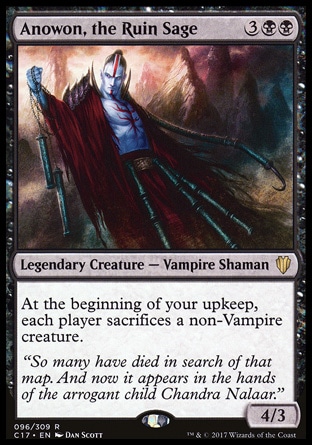 Anowon, the Ruin Sage 3
Legendary Creature — Vampire Shaman
At the beginning of your upkeep,
each player sacrifices a non-Vampire
creature.
“So many have died in search of that
map. And now it appears in the hands
of the arrogant child Chandra Nalaar.”
4/3
096/309 R
C17 • EN DAN SCOTT
™ & © 2017 Wizards of the Coast